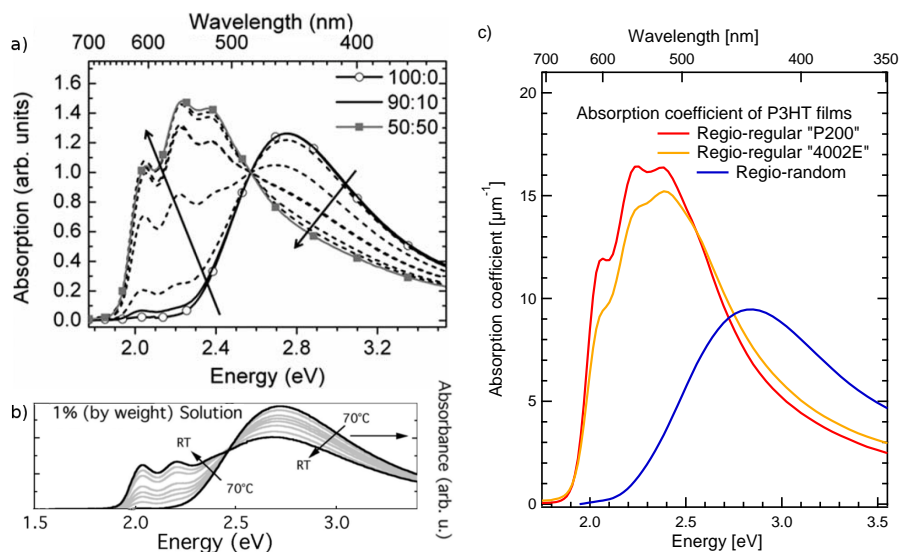 a)
Wavelength (nm)
700 600 500 400
Absorption (arb. units)
1.6
1.4
1.2
1.0
0.8
0.6
0.4
0.2
0.0
100:0
90:10
50:50
2.0 2.4 2.8 3.2
Energy (eV)
b)
1% (by weight) Solution
RT
70°C
70°C
RT
Absorbance (arb. u.)
1.5 2.0 2.5 3.0
Energy (eV)
c)
Wavelength [nm]
700 600 500 400 350
Absorption coefficient [µm⁻¹]
20
15
10
5
0
Absorption coefficient of P3HT films
Regio-regular "P200"
Regio-regular "4002E"
Regio-random
2.0 2.5 3.0 3.5
Energy [eV]